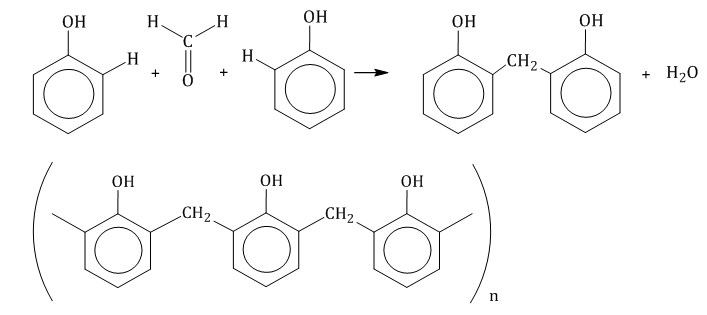 OH H + H H C O + OH H OH CH₂ OH + H₂O
OH CH₂ OH CH₂ OH n